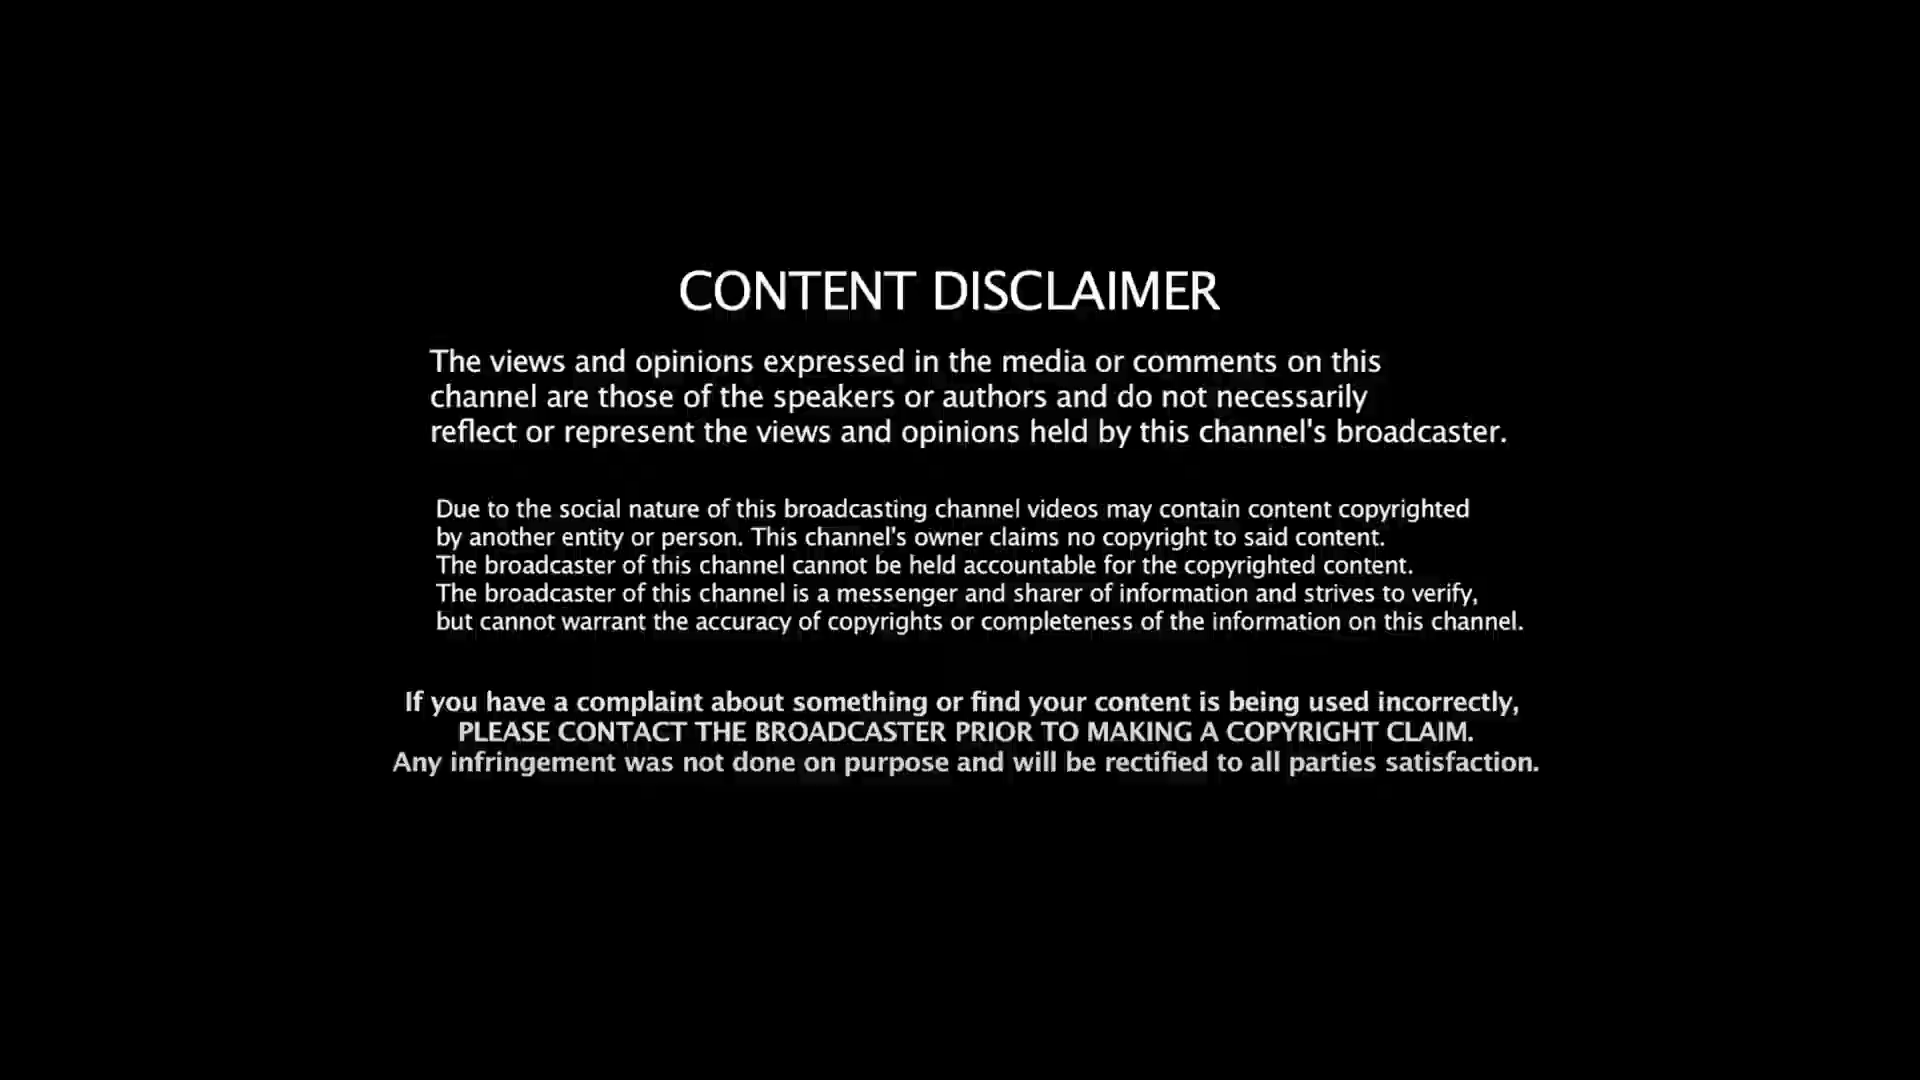 CONTENT DISCLAIMER
The views and opinions expressed in the media or comments on this
channel are those of the speakers or authors and do not necessarily
reflect or represent the views and opinions held by this channel's broadcaster.
Due to the social nature of this broadcasting channel videos may contain content copyrighted
by another entity or person. This channel's owner claims no copyright to said content.
The broadcaster of this channel cannot be held accountable for the copyrighted content.
The broadcaster of this channel is a messenger and sharer of information and strives to verify,
but cannot warrant the accuracy of copyrights or completeness of the information on this channel.
If you have a complaint about something or find your content is being used incorrectly,
PLEASE CONTACT THE BROADCASTER PRIOR TO MAKING A COPYRIGHT CLAIM.
Any infringement was not done on purpose and will be rectified to all parties satisfaction.